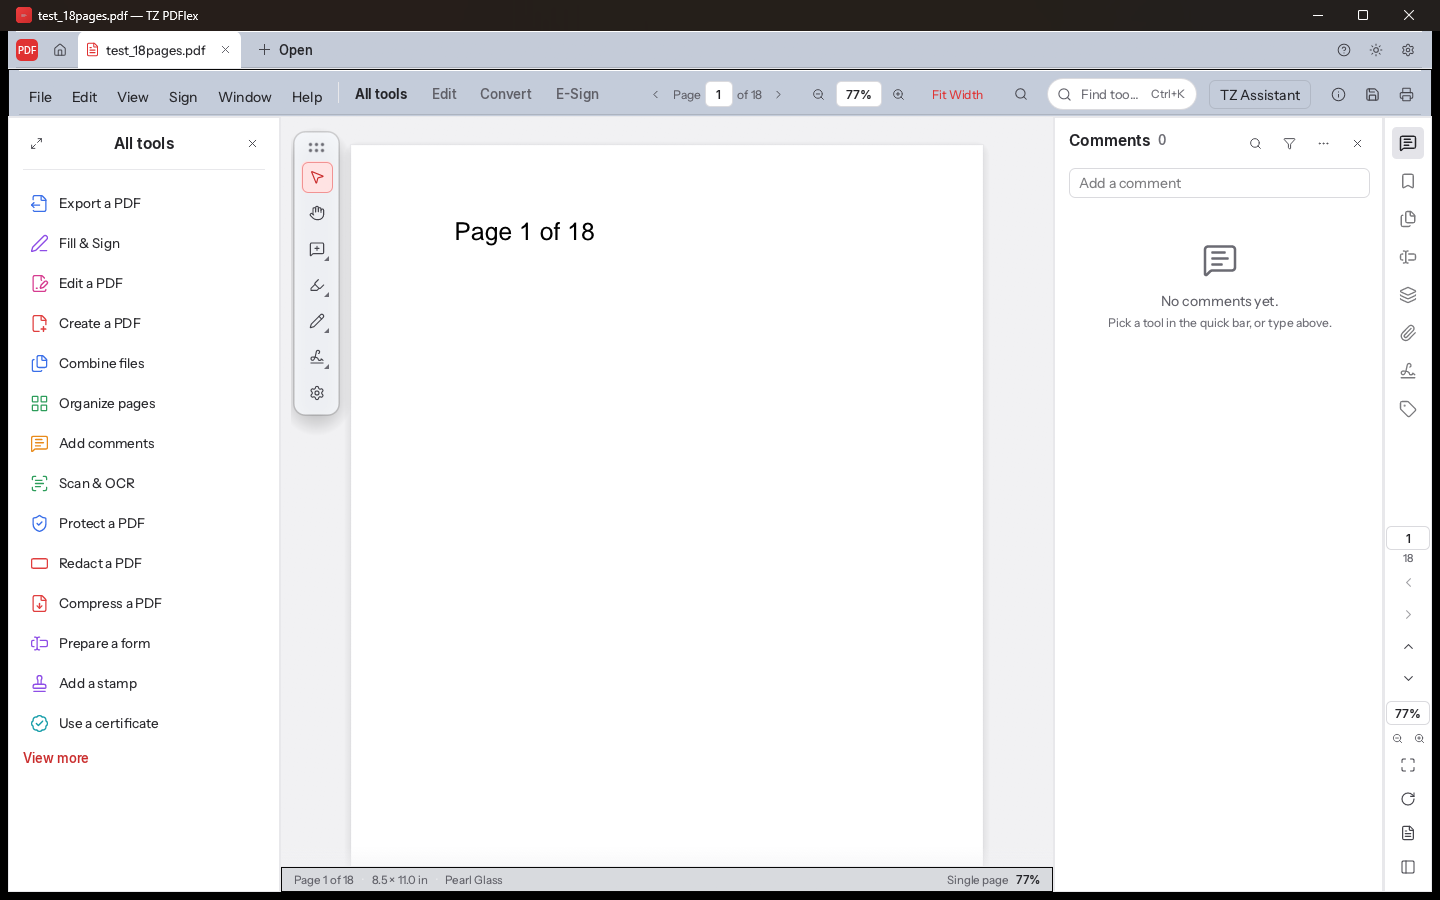 test_18pages.pdf — TZ PDFlex
PDF
test_18pages.pdf
Open
File Edit View Sign Window Help
All tools Edit Convert E-Sign
Page 1 of 18
77%
Fit Width
Find too... Ctrl+K
TZ Assistant
All tools
Export a PDF
Fill & Sign
Edit a PDF
Create a PDF
Combine files
Organize pages
Add comments
Scan & OCR
Protect a PDF
Redact a PDF
Compress a PDF
Prepare a form
Add a stamp
Use a certificate
View more
Page 1 of 18
Comments 0
Add a comment
No comments yet.
Pick a tool in the quick bar, or type above.
1
18
77%
Page 1 of 18 8.5 × 11.0 in Pearl Glass
Single page 77%